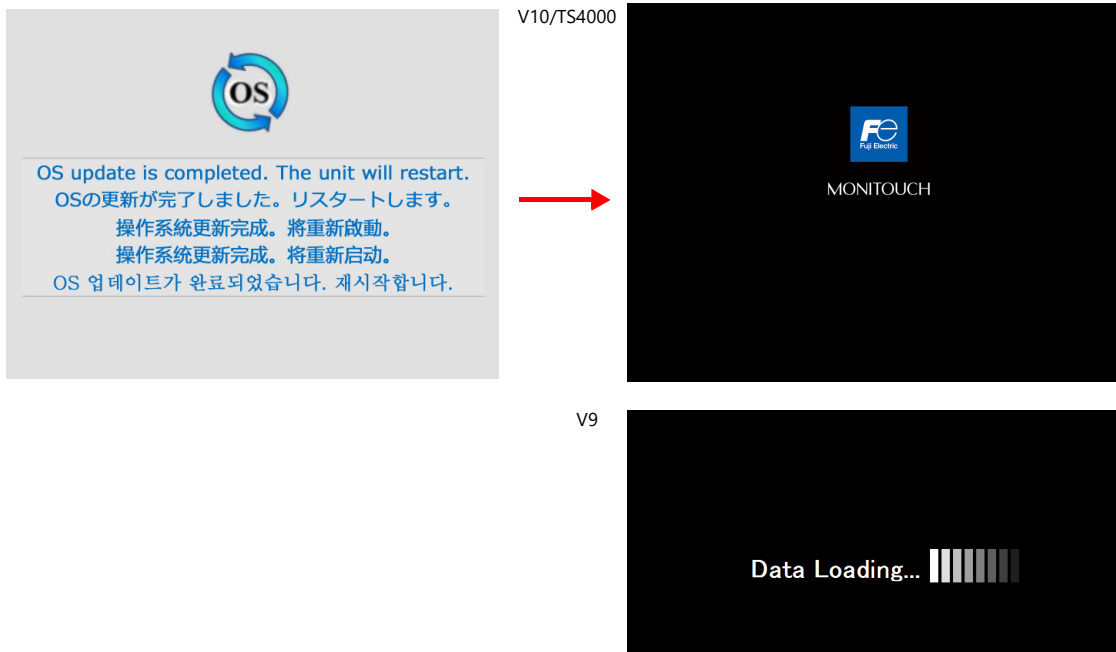 V10/TS4000
OS
OS update is completed. The unit will restart.
OSの更新が完了しました。リスタートします。
操作系統更新完成。將重新啟動。
操作系统更新完成。将重新启动。
OS 업데이트가 완료되었습니다. 재시작합니다.
Fe
Fuji Electric
MONITOUCH
V9
Data Loading...